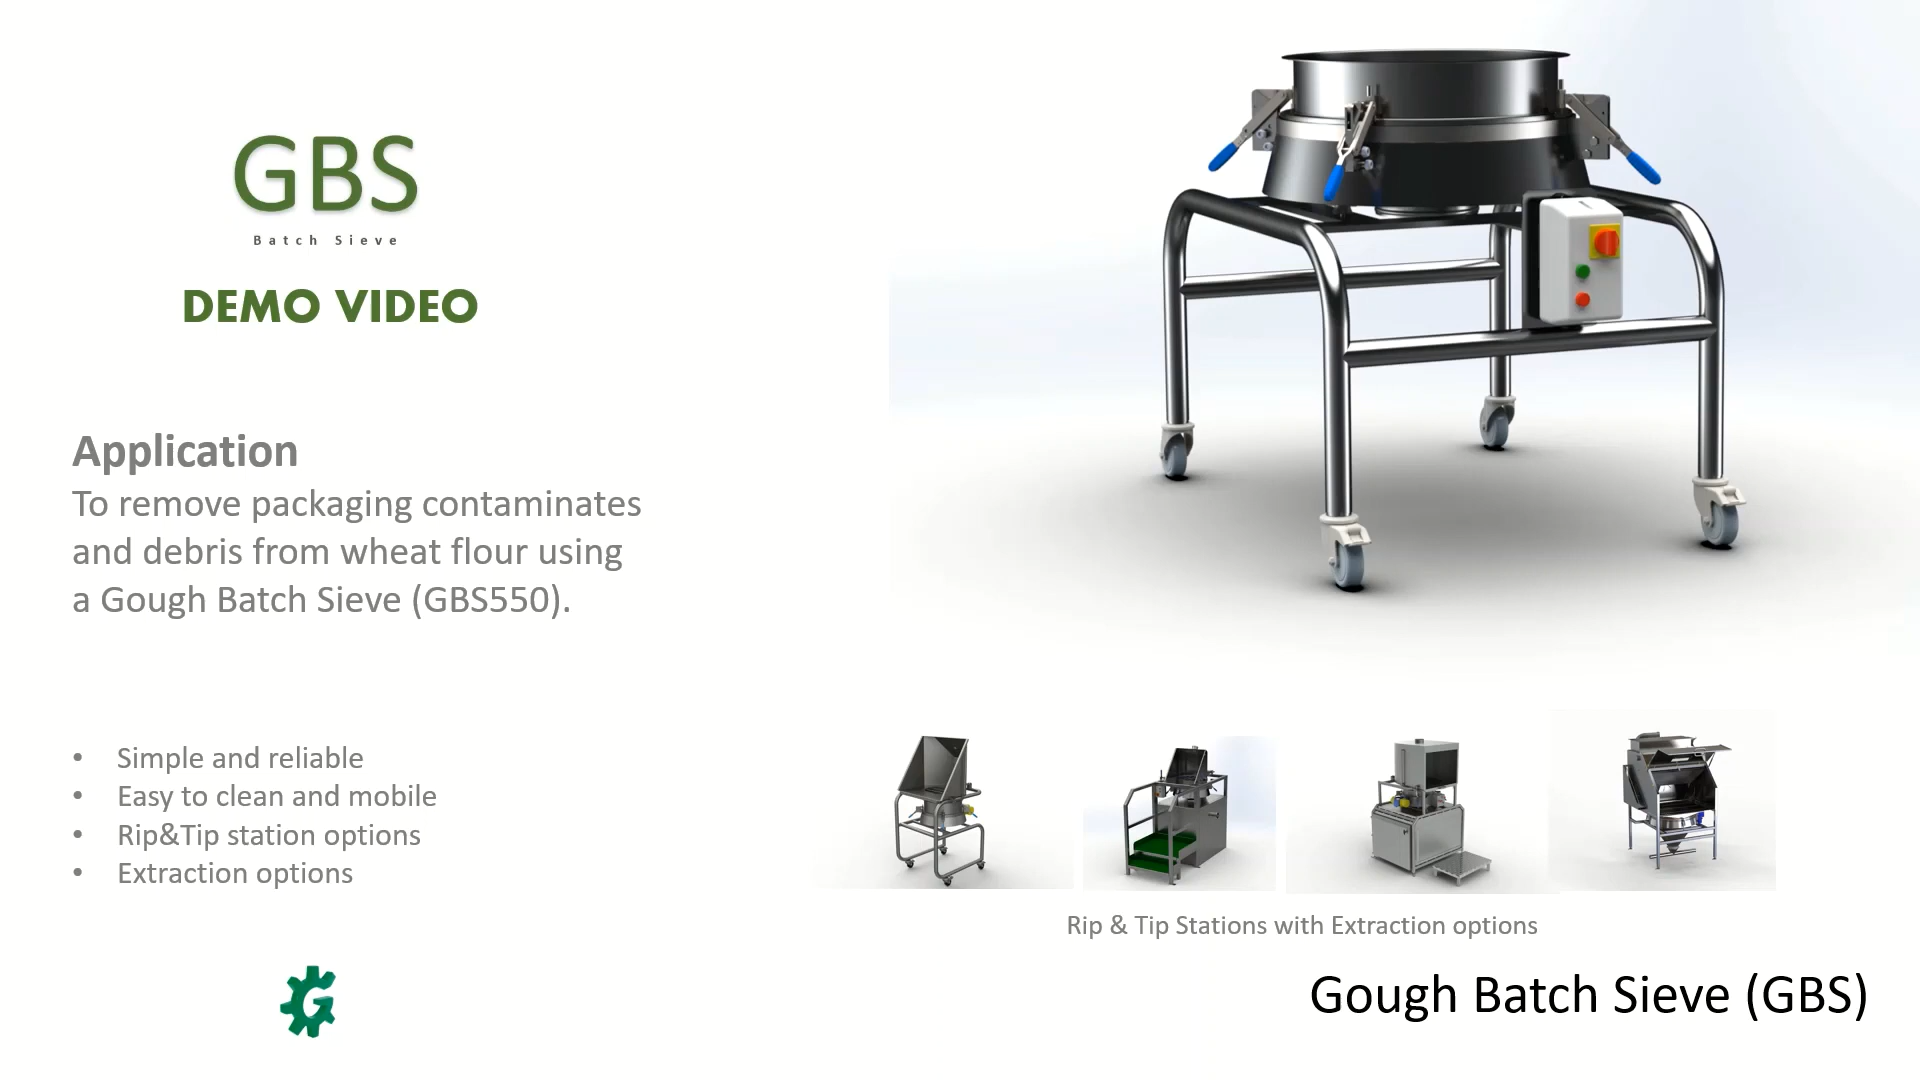 GBS
Batch Sieve
DEMO VIDEO
Application
To remove packaging contaminates
and debris from wheat flour using
a Gough Batch Sieve (GBS550).
• Simple and reliable
• Easy to clean and mobile
• Rip&Tip station options
• Extraction options
Rip & Tip Stations with Extraction options
G
Gough Batch Sieve (GBS)